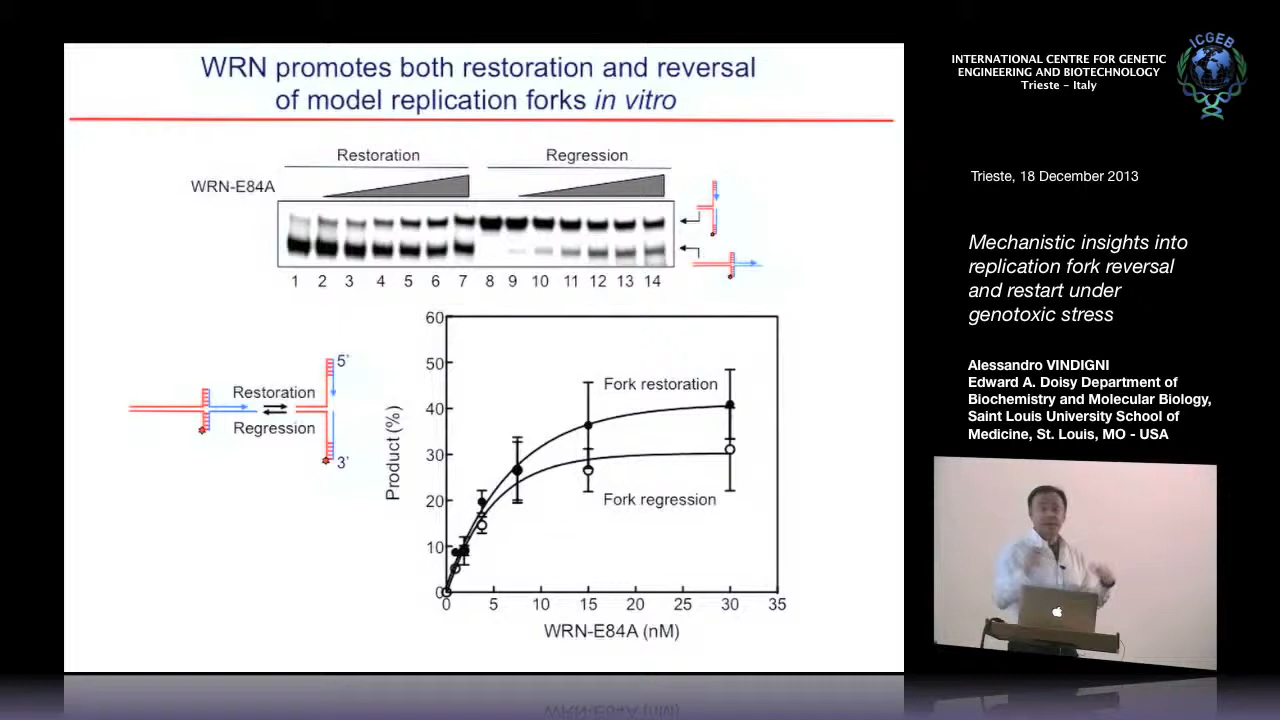 WRN promotes both restoration and reversal
of model replication forks in vitro
Restoration
Regression
WRN-E84A
1 2 3 4 5 6 7 8 9 10 11 12 13 14
Restoration
Regression
5’
3’
60
50
40
30
20
10
0
Product (%)
Fork restoration
Fork regression
0 5 10 15 20 25 30 35
WRN-E84A (nM)
INTERNATIONAL CENTRE FOR GENETIC
ENGINEERING AND BIOTECHNOLOGY
Trieste - Italy
ICGEB
Trieste, 18 December 2013
Mechanistic insights into
replication fork reversal
and restart under
genotoxic stress
Alessandro VINDIGNI
Edward A. Doisy Department of
Biochemistry and Molecular Biology,
Saint Louis University School of
Medicine, St. Louis, MO - USA